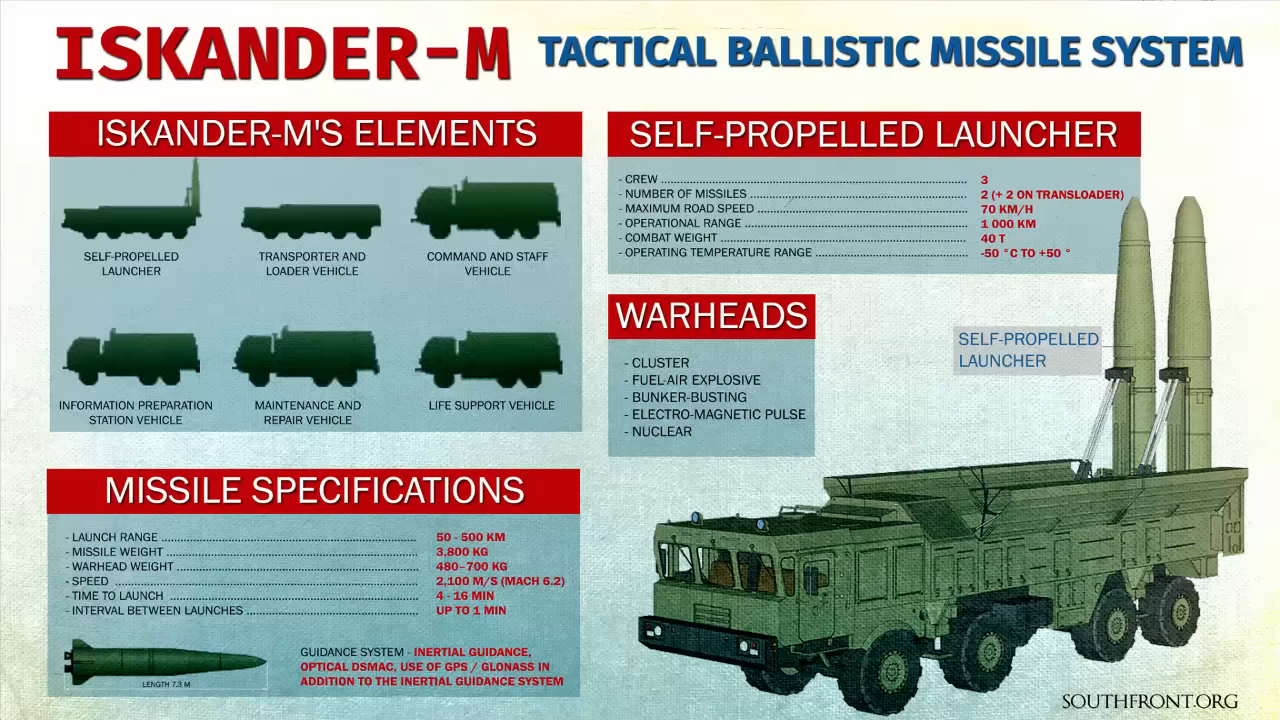 ISKANDER-M TACTICAL BALLISTIC MISSILE SYSTEM
ISKANDER-M'S ELEMENTS
SELF-PROPELLED
LAUNCHER
TRANSPORTER AND
LOADER VEHICLE
COMMAND AND STAFF
VEHICLE
INFORMATION PREPARATION
STATION VEHICLE
MAINTENANCE AND
REPAIR VEHICLE
LIFE SUPPORT VEHICLE
MISSILE SPECIFICATIONS
- LAUNCH RANGE ........ 50 - 500 KM
- MISSILE WEIGHT ........ 3,800 KG
- WARHEAD WEIGHT ........ 480–700 KG
- SPEED ........ 2,100 M/S (MACH 6.2)
- TIME TO LAUNCH ........ 4 - 16 MIN
- INTERVAL BETWEEN LAUNCHES ........ UP TO 1 MIN
LENGTH 7.3 M
GUIDANCE SYSTEM - INERTIAL GUIDANCE,
OPTICAL DSMAC, USE OF GPS / GLONASS IN
ADDITION TO THE INERTIAL GUIDANCE SYSTEM
SELF-PROPELLED LAUNCHER
- CREW ........ 3
- NUMBER OF MISSILES ........ 2 (+ 2 ON TRANSLOADER)
- MAXIMUM ROAD SPEED ........ 70 KM/H
- OPERATIONAL RANGE ........ 1 000 KM
- COMBAT WEIGHT ........ 40 T
- OPERATING TEMPERATURE RANGE ........ -50 °C TO +50 °
WARHEADS
- CLUSTER
- FUEL-AIR EXPLOSIVE
- BUNKER-BUSTING
- ELECTRO-MAGNETIC PULSE
- NUCLEAR
SELF-PROPELLED
LAUNCHER
SOUTHFRONT.ORG